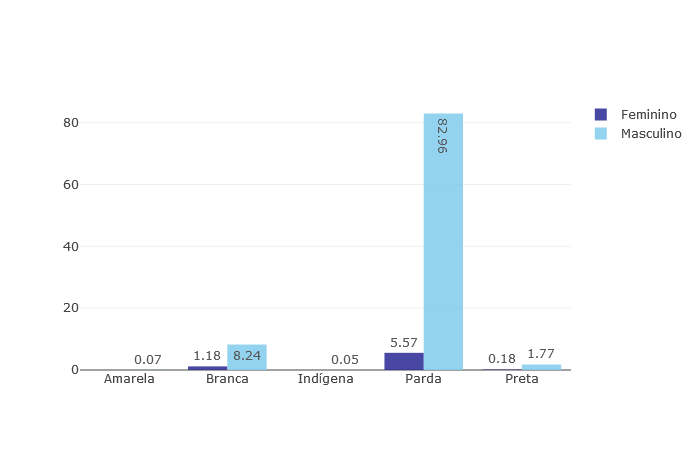 Feminino
Masculino
80
60
40
20
0
0.07
1.18
8.24
0.05
5.57
82.96
0.18
1.77
Amarela
Branca
Indígena
Parda
Preta